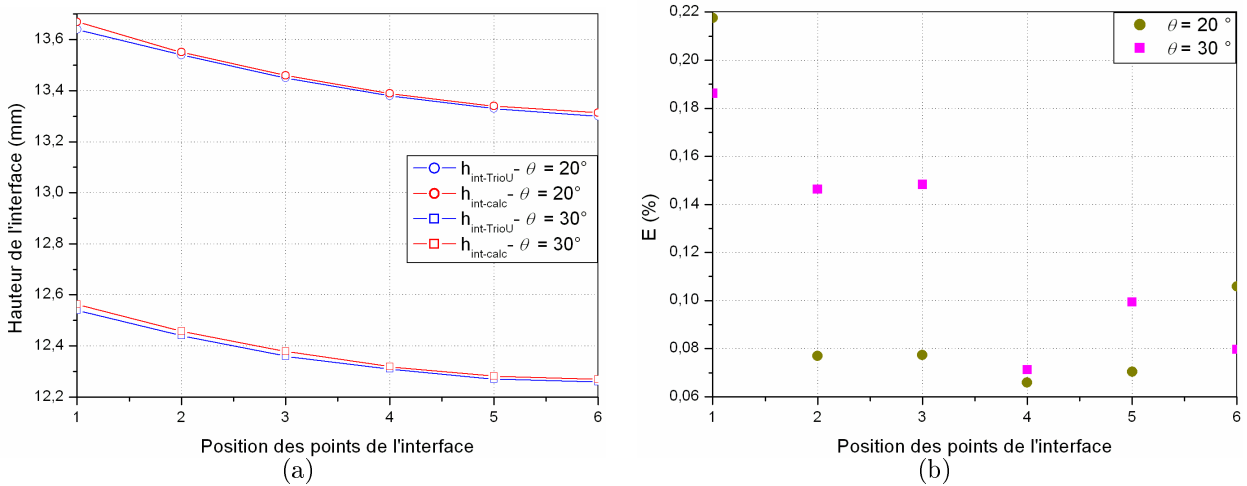 13,6
13,4
13,2
13,0
12,8
12,6
12,4
12,2
Hauteur de l'interface (mm)
h int-TrioU - θ = 20°
h int-calc - θ = 20°
h int-TrioU - θ = 30°
h int-calc - θ = 30°
1 2 3 4 5 6
Position des points de l'interface
(a)
0,22
0,20
0,18
0,16
0,14
0,12
0,10
0,08
0,06
E (%)
θ = 20 °
θ = 30 °
1 2 3 4 5 6
Position des points de l'interface
(b)